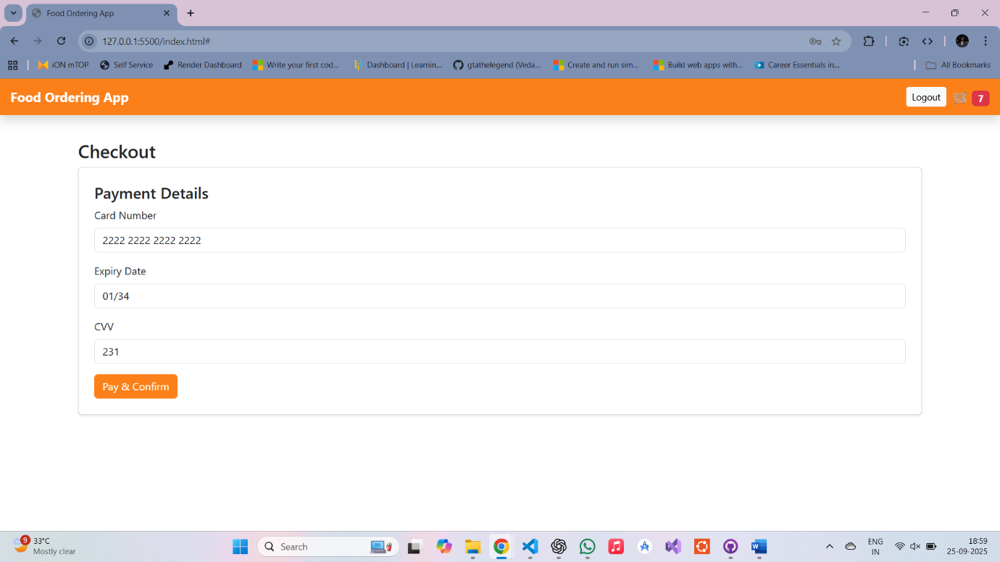 Food Ordering App
127.0.0.1:5500/index.html#
iON mTOP Self Service Render Dashboard Write your first cod... Dashboard | Learnin... gtathelegend (Veda... Create and run sim... Build web apps with... Career Essentials in... All Bookmarks
Food Ordering App Logout 7
Checkout
Payment Details
Card Number
2222 2222 2222 2222
Expiry Date
01/34
CVV
231
Pay & Confirm
9 33°C Mostly clear
Search
ENG IN
18:59
25-09-2025